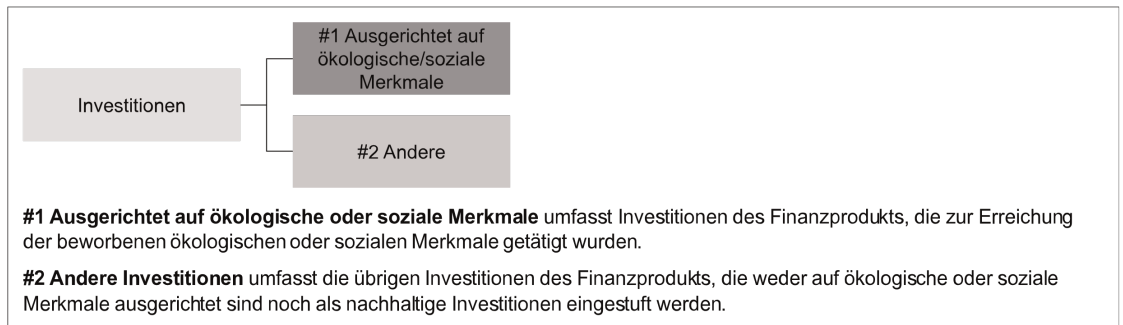 #1 Ausgerichtet auf
ökologische/soziale
Merkmale
Investitionen
#2 Andere
#1 Ausgerichtet auf ökologische oder soziale Merkmale umfasst Investitionen des Finanzprodukts, die zur Erreichung
der beworbenen ökologischen oder sozialen Merkmale getätigt wurden.
#2 Andere Investitionen umfasst die übrigen Investitionen des Finanzprodukts, die weder auf ökologische oder soziale
Merkmale ausgerichtet sind noch als nachhaltige Investitionen eingestuft werden.